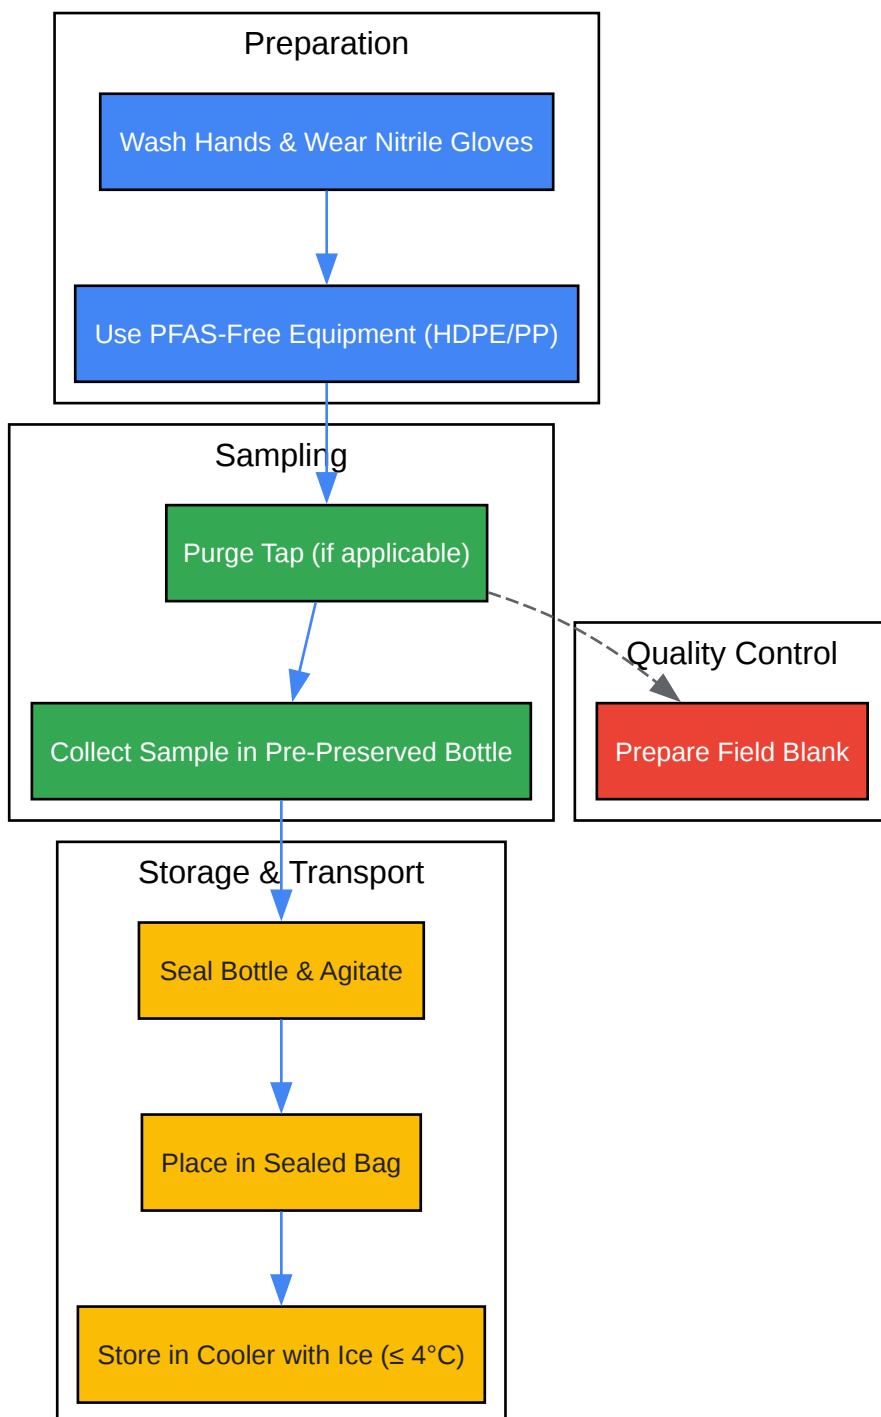 Preparation
Wash Hands & Wear Nitrile Gloves
Use PFAS-Free Equipment (HDPE/PP)
Sampling
Purge Tap (if applicable)
Quality Control
Collect Sample in Pre-Preserved Bottle
Prepare Field Blank
Storage & Transport
Seal Bottle & Agitate
Place in Sealed Bag
Store in Cooler with Ice (≤ 4°C)